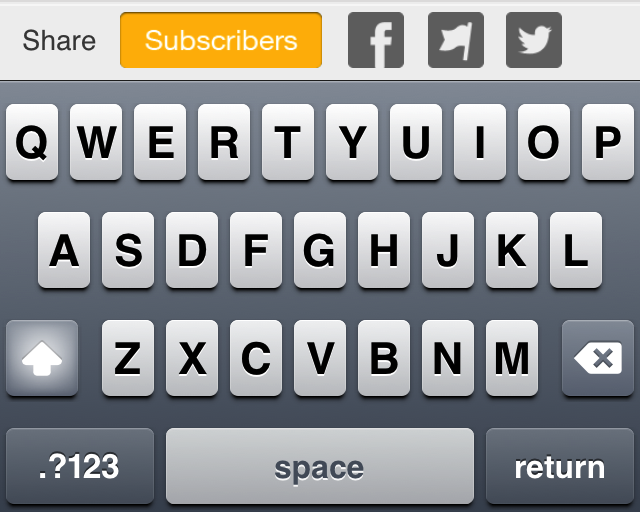 Share Subscribers
Q W E R T Y U I O P
A S D F G H J K L
Z X C V B N M
.?123 space return